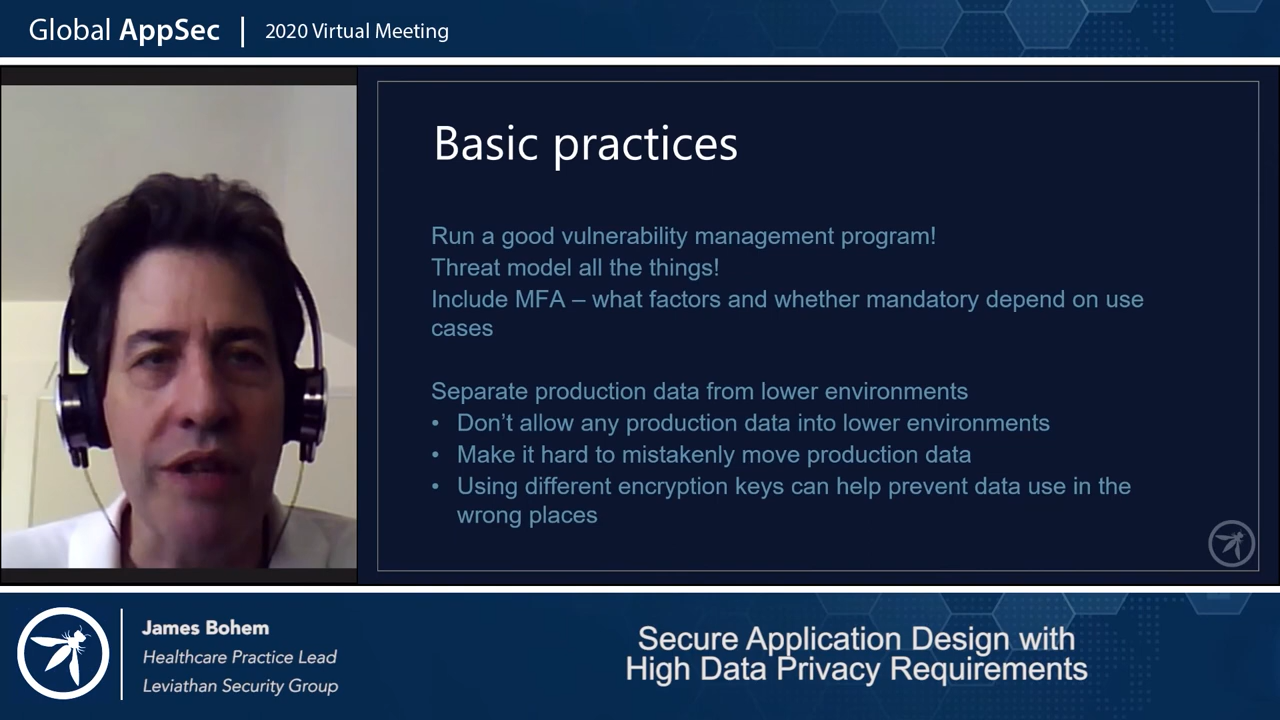 Global AppSec | 2020 Virtual Meeting
Basic practices
Run a good vulnerability management program!
Threat model all the things!
Include MFA – what factors and whether mandatory depend on use
cases
Separate production data from lower environments
• Don’t allow any production data into lower environments
• Make it hard to mistakenly move production data
• Using different encryption keys can help prevent data use in the
wrong places
James Bohem
Healthcare Practice Lead
Leviathan Security Group
Secure Application Design with
High Data Privacy Requirements